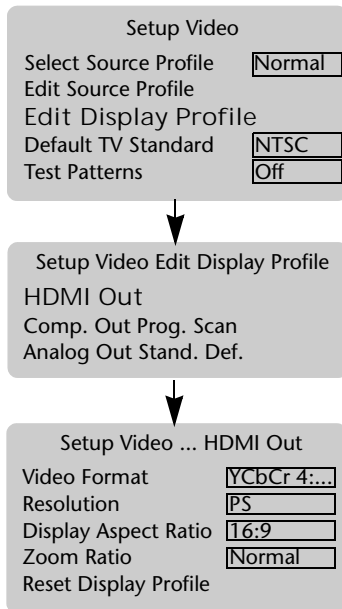 Setup Video
Select Source Profile Normal
Edit Source Profile
Edit Display Profile
Default TV Standard NTSC
Test Patterns Off
Setup Video Edit Display Profile
HDMI Out
Comp. Out Prog. Scan
Analog Out Stand. Def.
Setup Video ... HDMI Out
Video Format YCbCr 4:...
Resolution PS
Display Aspect Ratio 16:9
Zoom Ratio Normal
Reset Display Profile